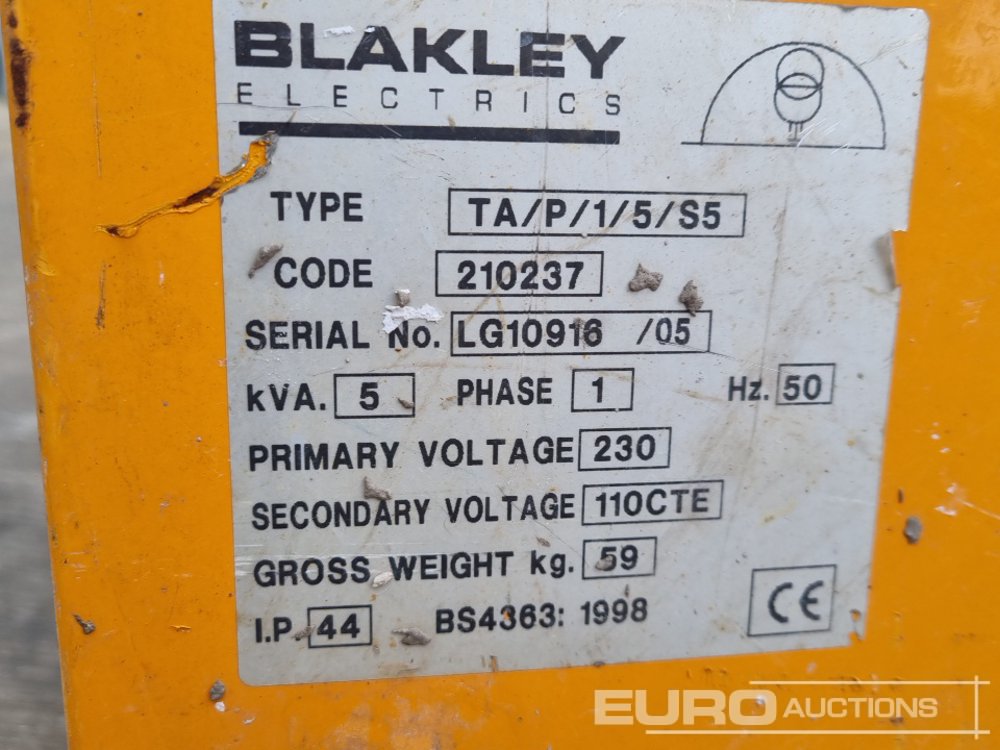 BLAKLEY
ELECTRICS
TYPE TA/P/1/5/S5
CODE 210237
SERIAL No. LG10916 /05
kVA. 5 PHASE 1 Hz. 50
PRIMARY VOLTAGE 230
SECONDARY VOLTAGE 110CTE
GROSS WEIGHT kg. 59
I.P. 44 BS4363: 1998 CE
EURO AUCTIONS